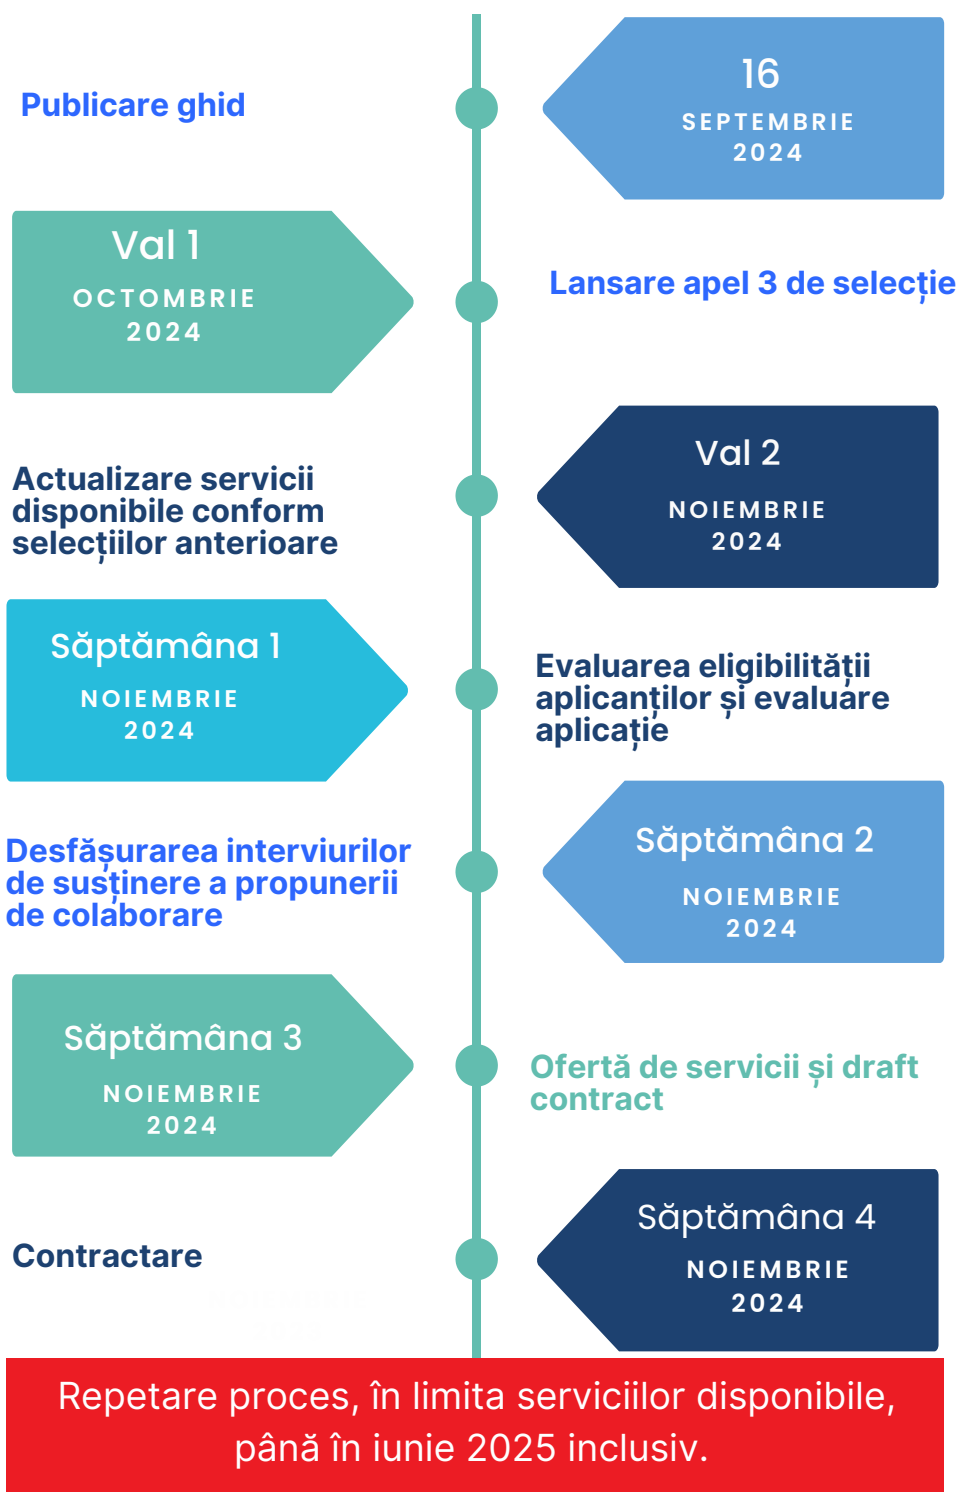 Publicare ghid
16
SEPTEMBRIE
2024
Val 1
OCTOMBRIE
2024
Lansare apel 3 de selecție
Actualizare servicii
disponibile conform
selecțiilor anterioare
Val 2
NOIEMBRIE
2024
Săptămâna 1
NOIEMBRIE
2024
Evaluarea eligibilității
aplicanților și evaluare
aplicație
Desfășurarea interviurilor
de susținere a propunerii
de colaborare
Săptămâna 2
NOIEMBRIE
2024
Săptămâna 3
NOIEMBRIE
2024
Ofertă de servicii și draft
contract
Contractare
Săptămâna 4
NOIEMBRIE
2024
Repetare proces, în limita serviciilor disponibile,
până în iunie 2025 inclusiv.